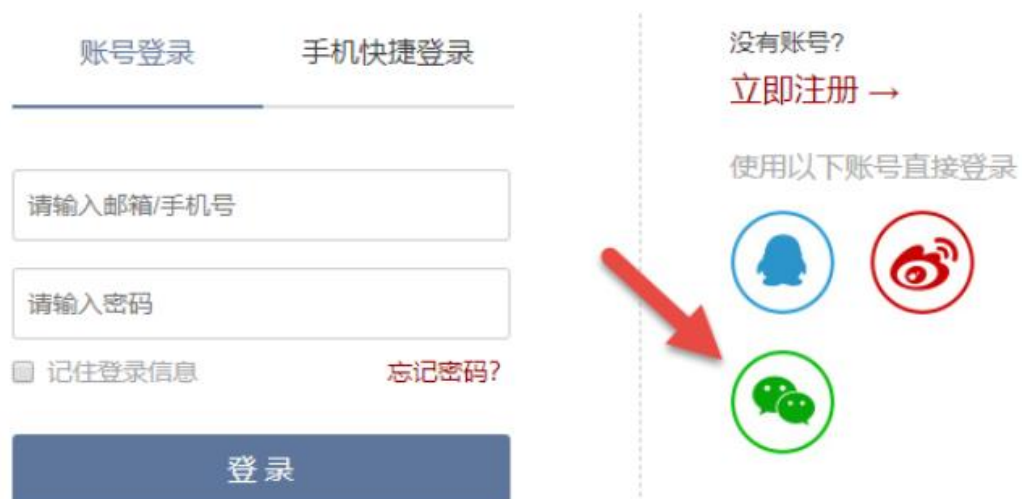 账号登录
手机快捷登录
请输入邮箱/手机号
请输入密码
记住登录信息
忘记密码?
登录
没有账号?
立即注册 →
使用以下账号直接登录